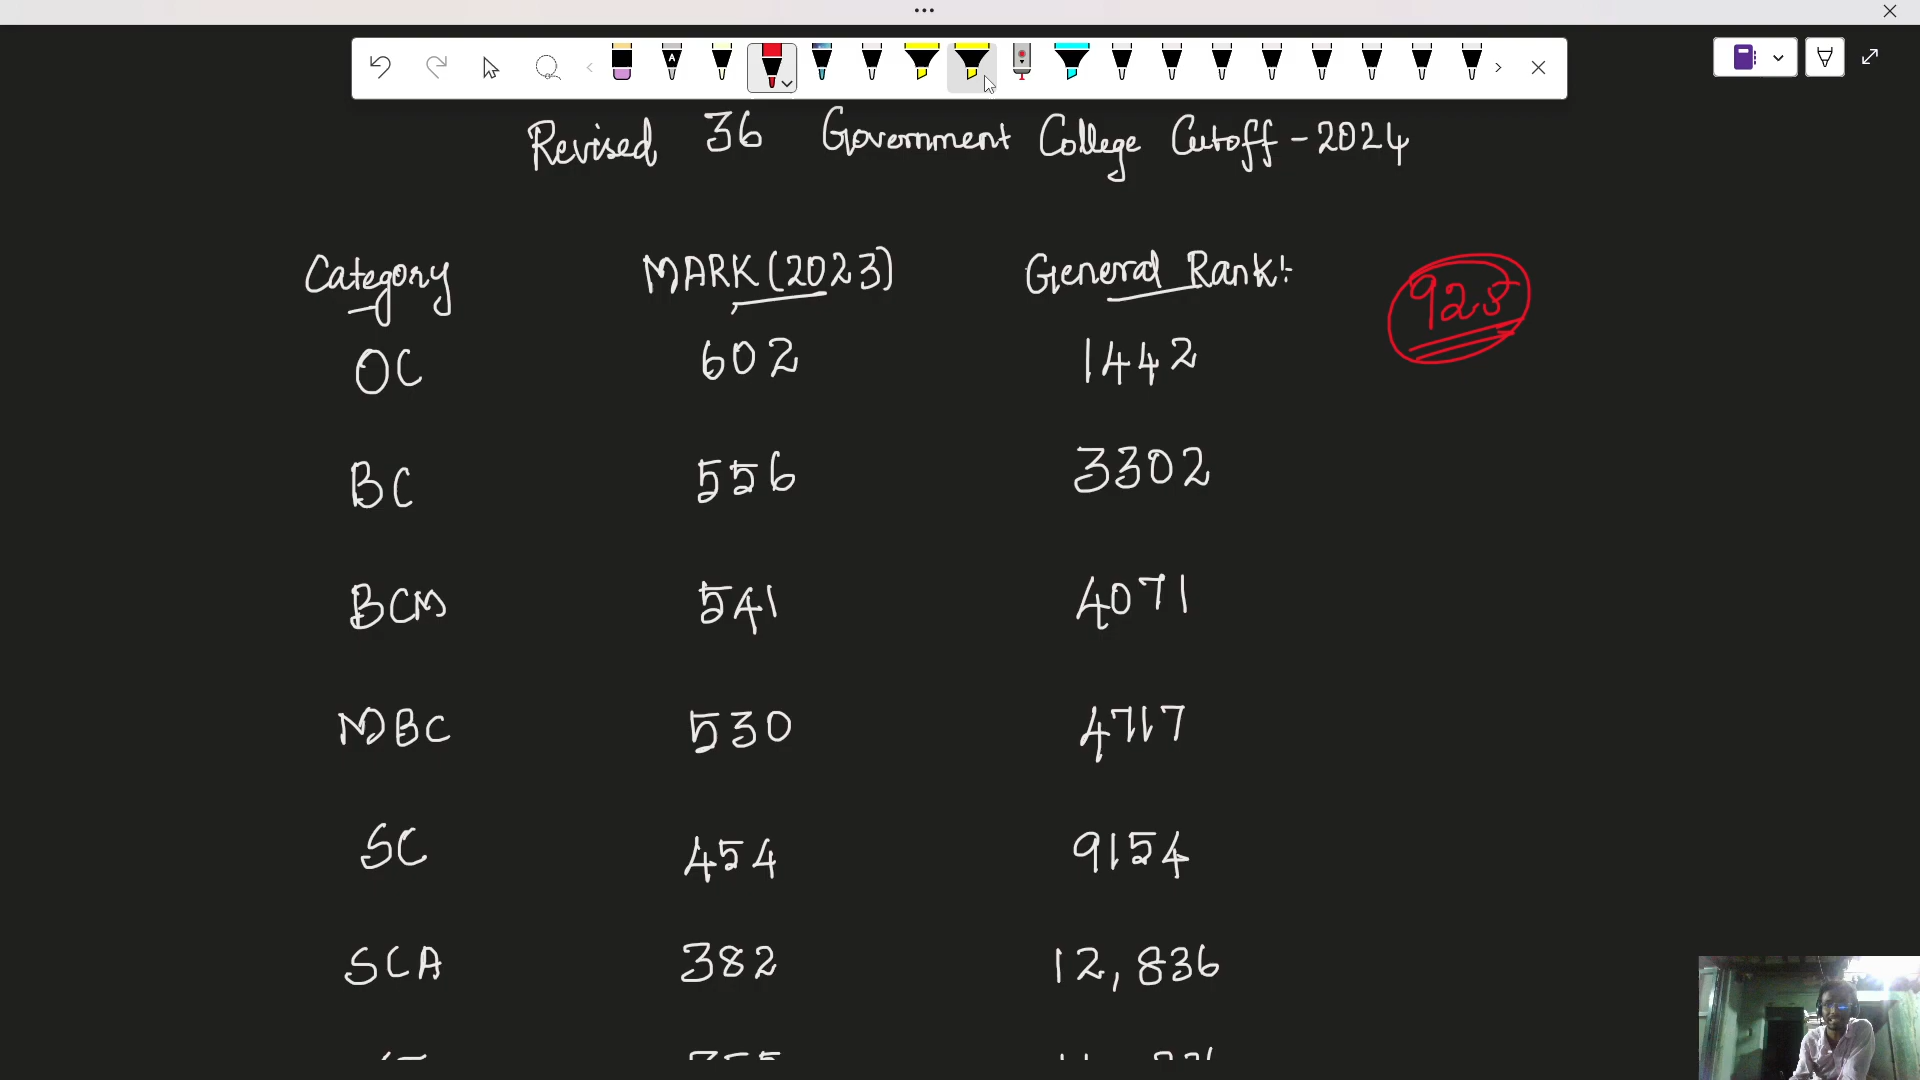 Revised 36 Government College Cutoff - 2024
Category MARK (2023) General Rank:-
928
OC 602 1442
BC 556 3302
BCM 541 4071
MBC 530 4717
SC 454 9154
SCA 382 12,836